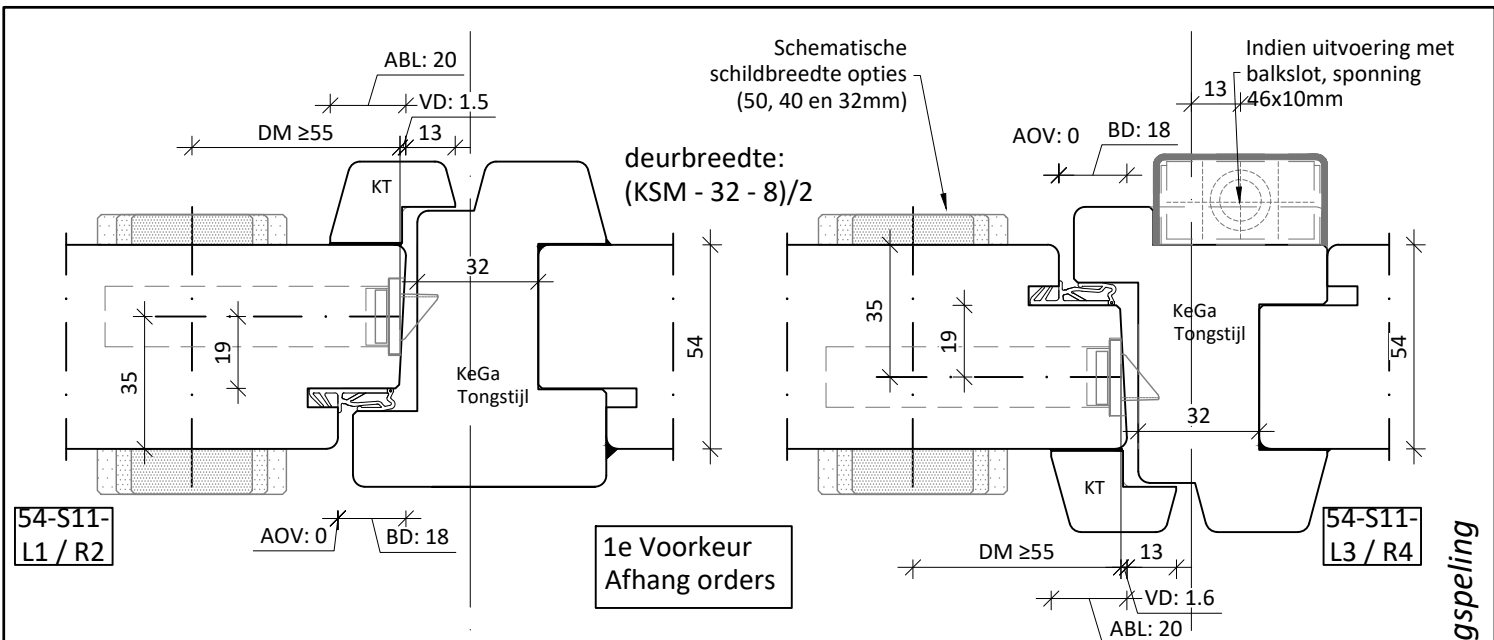 ABL: 20
VD: 1.5
DM ≥55
13
KT
deurbreedte:
(KSM - 32 - 8)/2
32
19
35
54
KeGa
Tongstijl
AOV: 0
BD: 18
54-S11-
L1 / R2
1e Voorkeur
Afhang orders
Schematische
schildbreedte opties
(50, 40 en 32mm)
Indien uitvoering met
balkslot, sponning
46x10mm
13
AOV: 0
BD: 18
35
19
KeGa
Tongstijl
54
32
KT
54-S11-
L3 / R4
DM ≥55
13
VD: 1.6
ABL: 20
gspeling